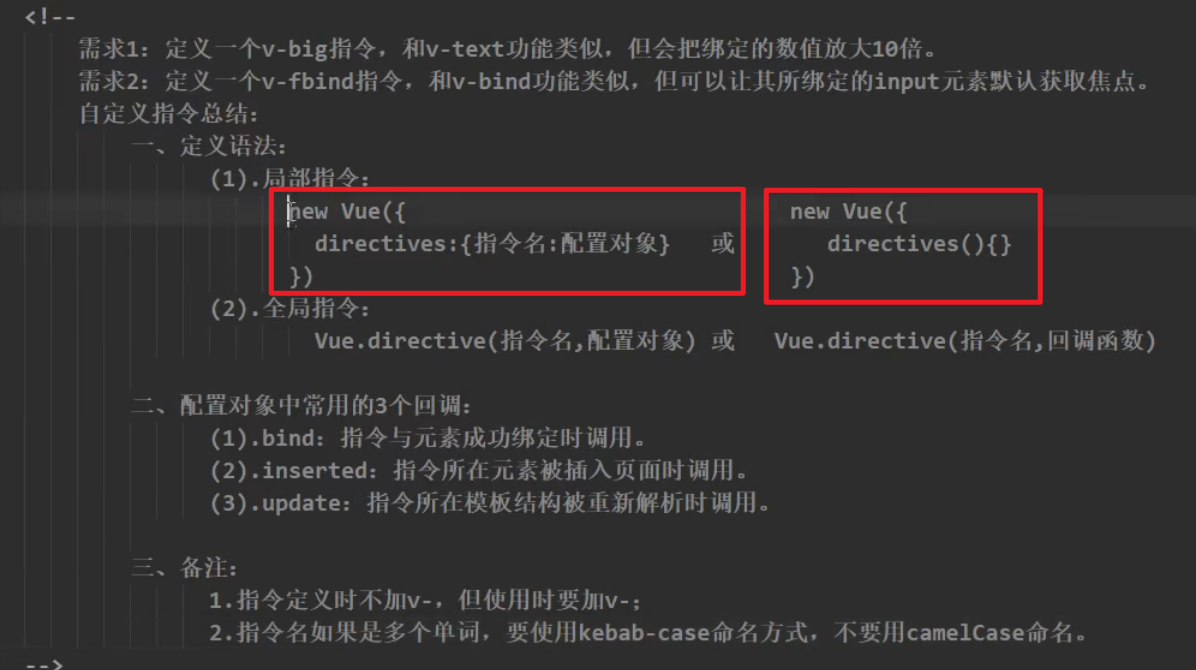 <!--
需求1：定义一个v-big指令，和v-text功能类似，但会把绑定的数值放大10倍。
需求2：定义一个v-fbind指令，和v-bind功能类似，但可以让其所绑定的input元素默认获取焦点。
自定义指令总结：
一、定义语法：
(1).局部指令：
new Vue({ new Vue({
directives:{指令名:配置对象} 或 directives(){}
}) })
(2).全局指令：
Vue.directive(指令名,配置对象) 或 Vue.directive(指令名,回调函数)
二、配置对象中常用的3个回调：
(1).bind：指令与元素成功绑定时调用。
(2).inserted：指令所在元素被插入页面时调用。
(3).update：指令所在模板结构被重新解析时调用。
三、备注：
1.指令定义时不加v-，但使用时要加v-；
2.指令名如果是多个单词，要使用kebab-case命名方式，不要用camelCase命名。
-->